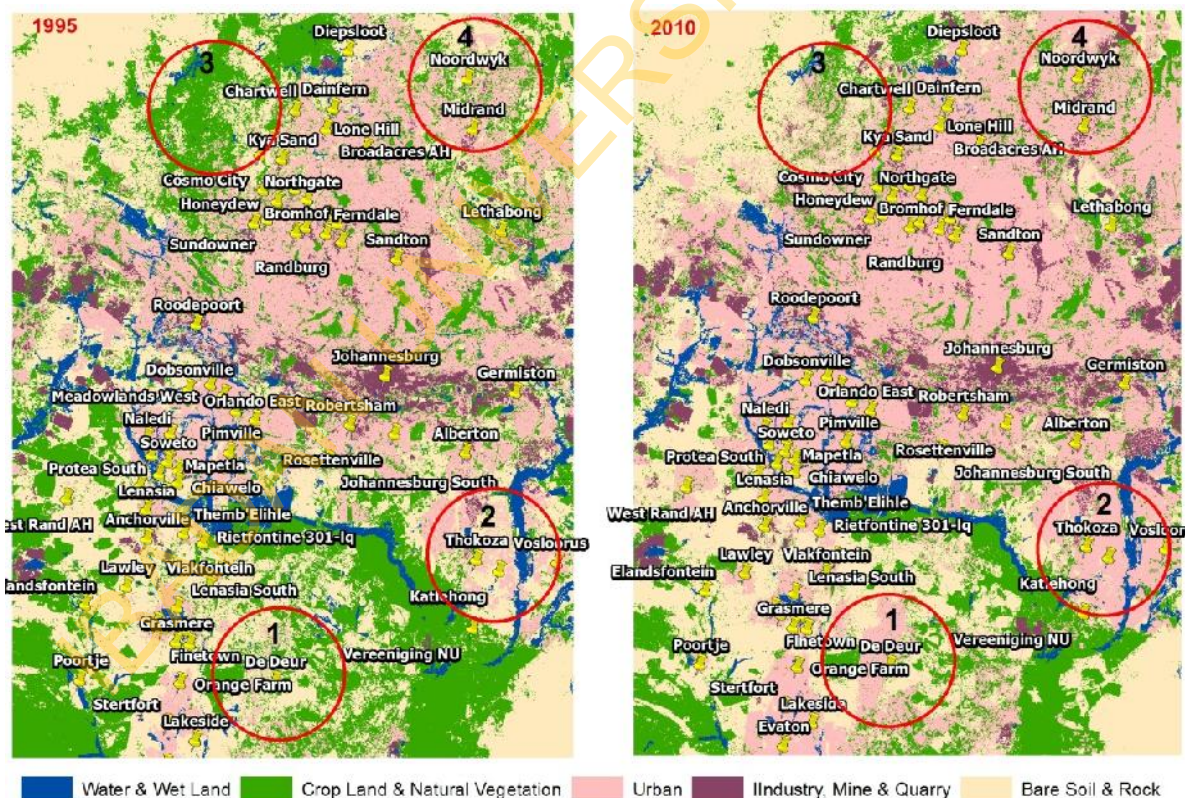 1995
Diepsloot
4
Noordwyk
3
Chartwell Dainfern
Midrand
Lone Hill
Kya Sand
Broadacres AH
Cosmo City Northgate
Honeydew
Bromhof Ferndale
Lethabong
Sundowner
Sandton
Randburg
Roodepoort
Johannesburg
Dobsonville
Germiston
Meadowlands West Orlando East Robertsham
Naledi
Pimville
Soweto
Alberton
Protea South Mapetla
Rosettenville
Lenasia Chiawelo
Johannesburg South
2
est Rand AH Anchorville Themb'Elihle
Rietfontine 301-Iq
Thokoza Vosloorus
Lawley Vlakfontein
landsfontein
Lenasia South
Katlehong
Grasmere
1
Finetown De Deur
Vereeniging NU
Poortje
Orange Farm
Stertfort
Lakeside
2010
Diepsloot
4
Noordwyk
3
Chartwell Dainfern
Midrand
Lone Hill
Kya Sand
Broadacres AH
Cosmo City Northgate
Honeydew
Bromhof Ferndale
Lethabong
Sundowner
Sandton
Randburg
Roodepoort
Johannesburg
Dobsonville
Germiston
Orlando East Robertsham
Naledi
Pimville
Soweto
Alberton
Protea South Mapetla
Rosettenville
Lenasia Chiawelo
Johannesburg South
2
West Rand AH Anchorville Themb'Elihle
Rietfontine 301-Iq
Thokoza Vosloor
Lawley Vlakfontein
Elandsfontein
Lenasia South
Katlehong
Grasmere
1
Finetown De Deur
Vereeniging NU
Poortje
Orange Farm
Stertfort
Lakeside
Evaton
Water & Wet Land Crop Land & Natural Vegetation Urban IIndustry, Mine & Quarry Bare Soil & Rock